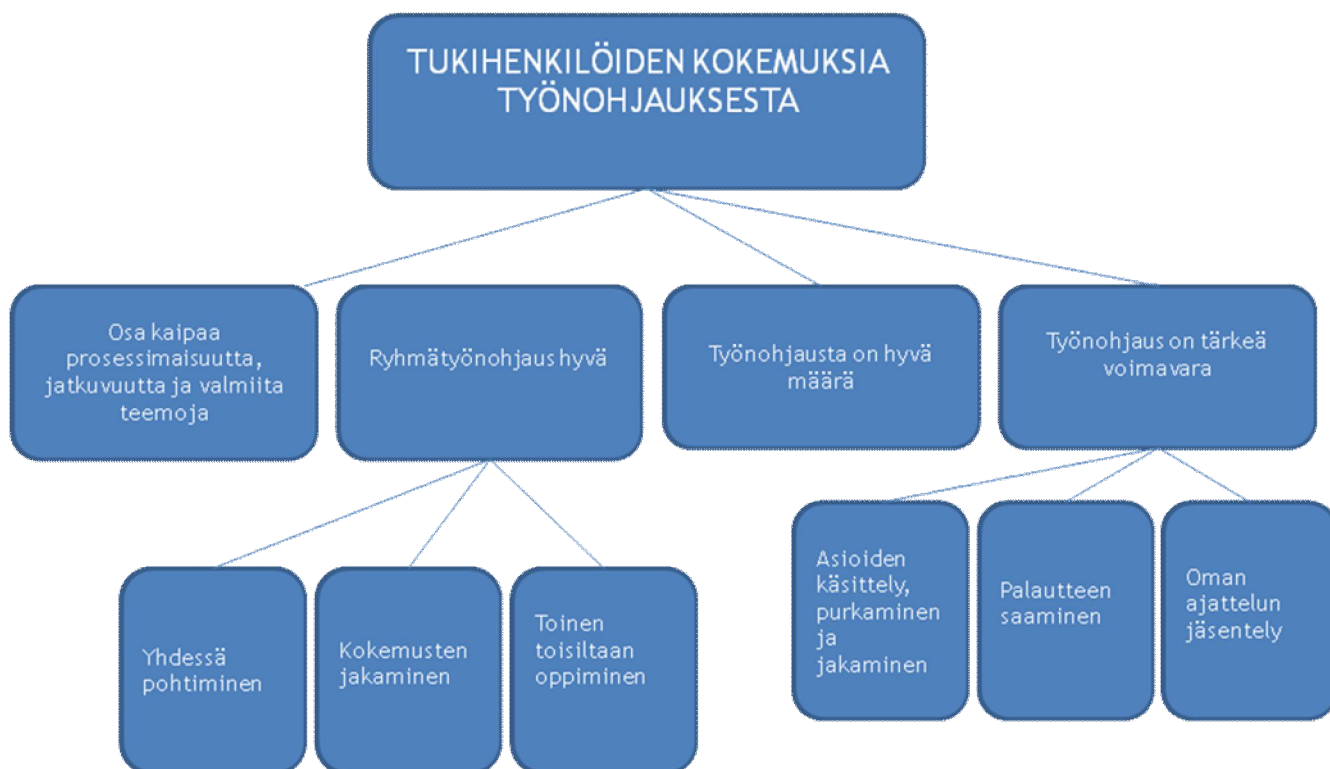 TUKIHENKILÖIDEN KOKEMUKSIA
TYÖNOHJAUKSESTA
Osa kaipaa
prosessimaisuutta,
jatkuvuutta ja valmiita
teemoja
Ryhmätyönohjaus hyvä
Työnohjausta on hyvä
määrä
Työnohjaus on tärkeä
voimavara
Yhdessä
pohtiminen
Kokemusten
jakaminen
Toinen
toisiltaan
oppiminen
Asioiden
käsittely,
purkaminen
ja
jakaminen
Palautteen
saaminen
Oman
ajattelun
jäsentely